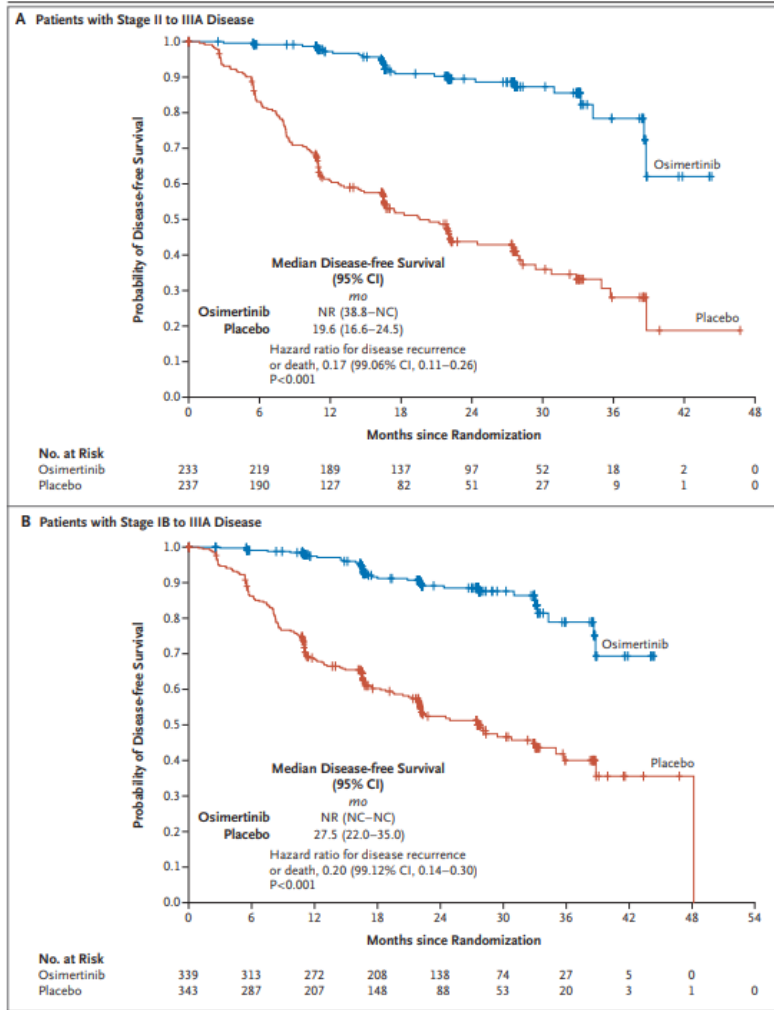 A Patients with Stage II to IIIA Disease
1.0
0.9
0.8
0.7
0.6
0.5
0.4
0.3
0.2
0.1
0.0
Probability of Disease-free Survival
Osimertinib
Placebo
Median Disease-free Survival
(95% CI)
mo
Osimertinib NR (38.8–NC)
Placebo 19.6 (16.6–24.5)
Hazard ratio for disease recurrence
or death, 0.17 (99.06% CI, 0.11–0.26)
P<0.001
0 6 12 18 24 30 36 42 48
Months since Randomization
No. at Risk
Osimertinib 233 219 189 137 97 52 18 2 0
Placebo 237 190 127 82 51 27 9 1 0
B Patients with Stage IB to IIIA Disease
1.0
0.9
0.8
0.7
0.6
0.5
0.4
0.3
0.2
0.1
0.0
Probability of Disease-free Survival
Osimertinib
Placebo
Median Disease-free Survival
(95% CI)
mo
Osimertinib NR (NC–NC)
Placebo 27.5 (22.0–35.0)
Hazard ratio for disease recurrence
or death, 0.20 (99.12% CI, 0.14–0.30)
P<0.001
0 6 12 18 24 30 36 42 48 54
Months since Randomization
No. at Risk
Osimertinib 339 313 272 208 138 74 27 5 0
Placebo 343 287 207 148 88 53 20 3 1 0